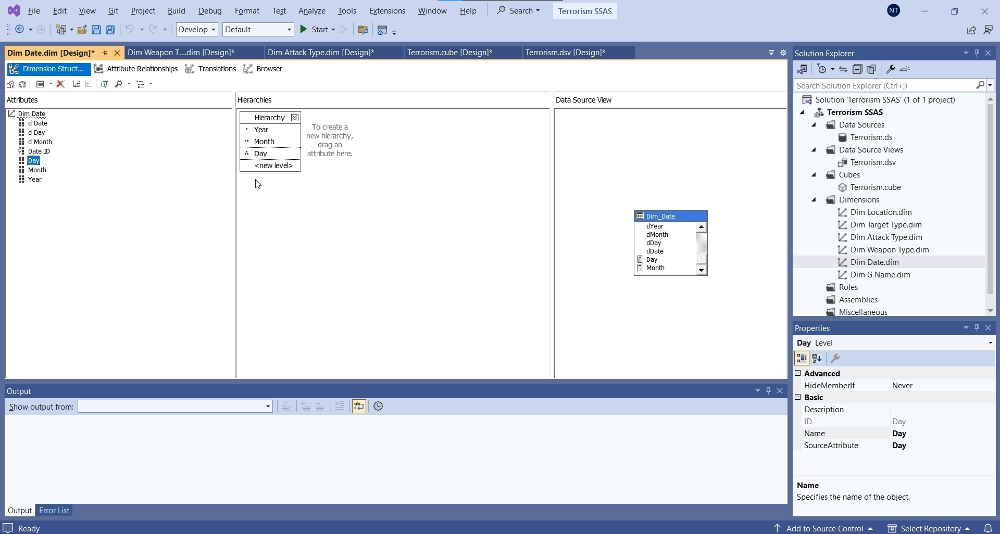 File Edit View Git Project Build Debug Format Test Analyze Tools Extensions Window Help Search Terrorism SSAS NT
Develop Default Start
Dim Date.dim [Design]* Dim Weapon T....dim [Design]* Dim Attack Type.dim [Design]* Terrorism.cube [Design]* Terrorism.dsv [Design]*
Dimension Struct... Attribute Relationships Translations Browser
Attributes
Dim Date
d Date
d Day
d Month
Date ID
Day
Month
Year
Hierarchies
Hierarchy
Year
Month
Day
<new level>
To create a
new hierarchy,
drag an
attribute here.
Data Source View
Dim_Date
dYear
dMonth
dDay
dDate
Day
Month
Solution Explorer
Search Solution Explorer (Ctrl+;)
Solution 'Terrorism SSAS' (1 of 1 project)
Terrorism SSAS
Data Sources
Terrorism.ds
Data Source Views
Terrorism.dsv
Cubes
Terrorism.cube
Dimensions
Dim Location.dim
Dim Target Type.dim
Dim Attack Type.dim
Dim Weapon Type.dim
Dim Date.dim
Dim G Name.dim
Roles
Assemblies
Miscellaneous
Properties
Day Level
Advanced
HideMemberIf Never
Basic
Description
ID Day
Name Day
SourceAttribute Day
Name
Specifies the name of the object.
Output
Show output from:
Output Error List
Ready Add to Source Control Select Repository